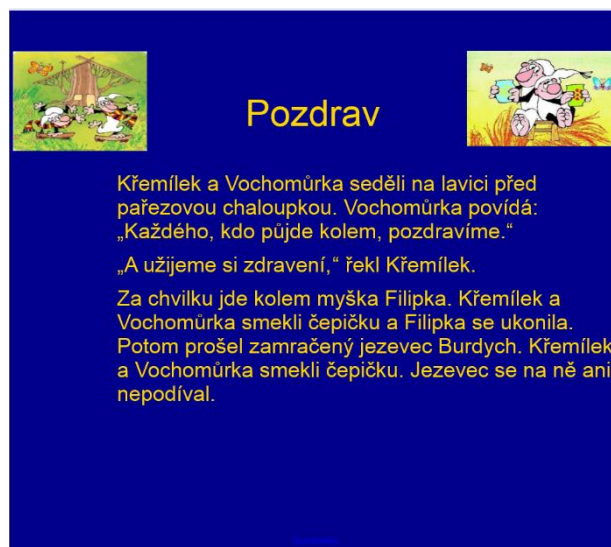 Pozdrav
Křemílek a Vochomůrka seděli na lavici před
pařezovou chaloupkou. Vochomůrka povídá:
„Každého, kdo půjde kolem, pozdravíme.“
„A užijeme si zdravení,“ řekl Křemílek.
Za chvilku jde kolem myška Filipka. Křemílek a
Vochomůrka smekli čepičku a Filipka se ukonila.
Potom prošel zamračený jezevec Burdych. Křemílek
a Vochomůrka smekli čepičku. Jezevec se na ně ani
nepodíval.